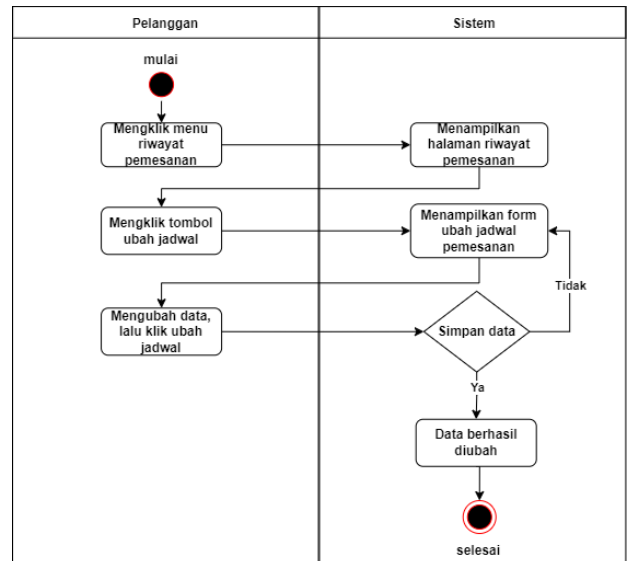 Pelanggan
Sistem
mulai
Mengklik menu
riwayat
pemesanan
Menampilkan
halaman riwayat
pemesanan
Mengklik tombol
ubah jadwal
Menampilkan form
ubah jadwal
pemesanan
Tidak
Mengubah data,
lalu klik ubah
jadwal
Simpan data
Ya
Data berhasil
diubah
selesai